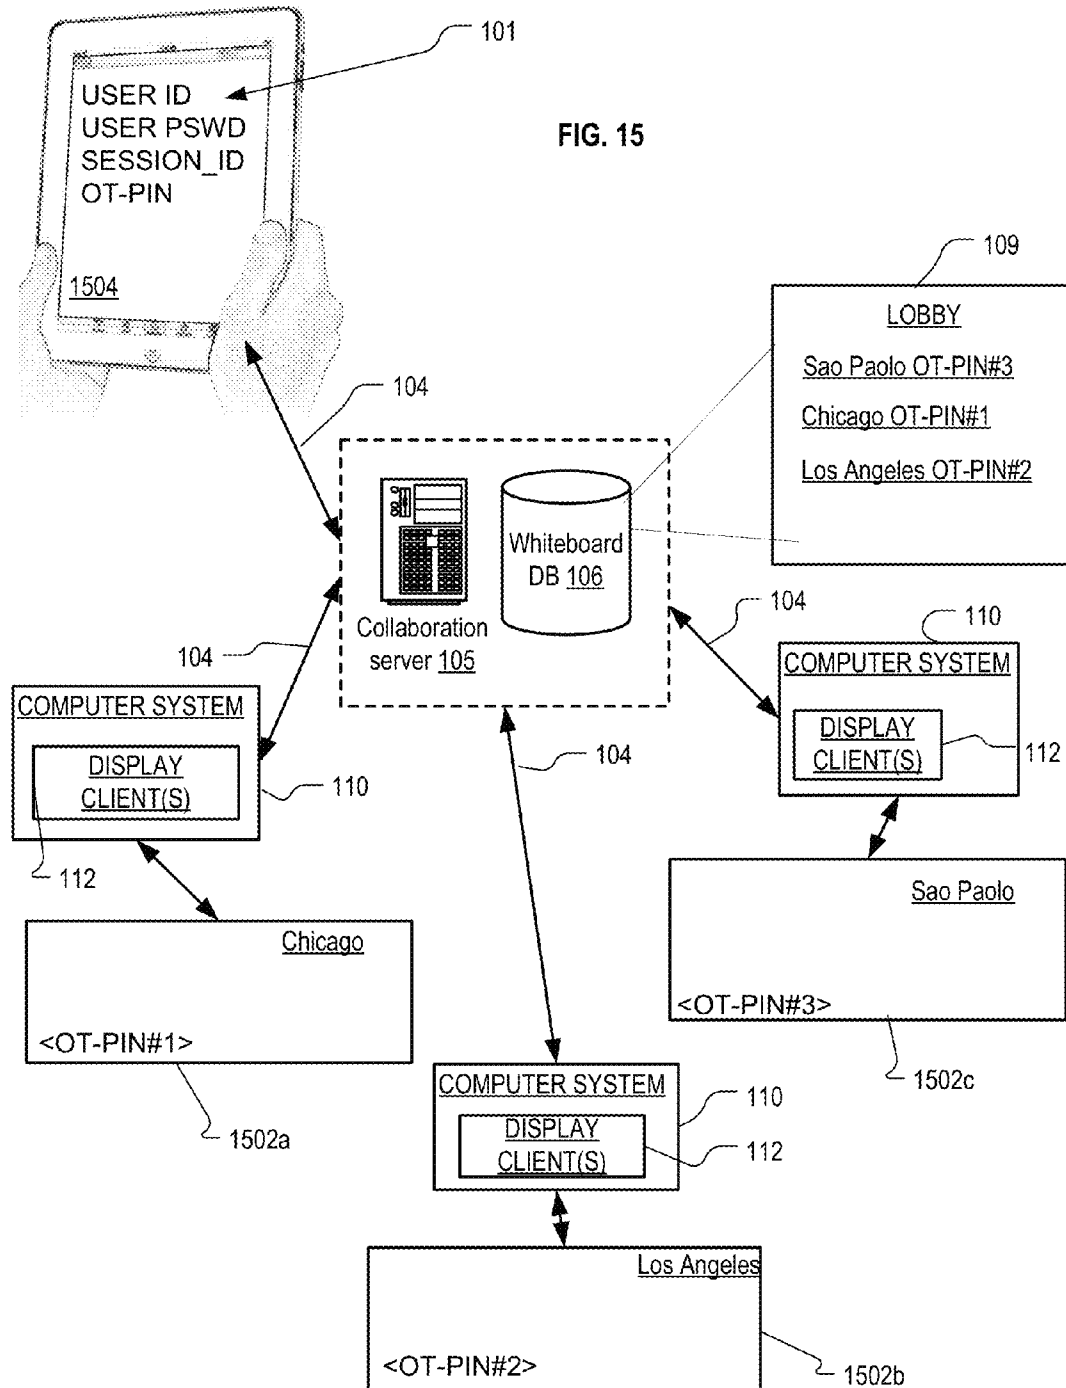 101
USER ID
USER PSWD
SESSION_ID
OT-PIN
1504
FIG. 15
109
LOBBY
Sao Paolo OT-PIN#3
Chicago OT-PIN#1
Los Angeles OT-PIN#2
104
Whiteboard
DB 106
Collaboration
server 105
104
104
110
COMPUTER SYSTEM
DISPLAY
CLIENT(S)
112
COMPUTER SYSTEM
DISPLAY
CLIENT(S)
110
112
104
Sao Paolo
<OT-PIN#3>
1502c
Chicago
<OT-PIN#1>
1502a
COMPUTER SYSTEM
DISPLAY
CLIENT(S)
110
112
Los Angeles
<OT-PIN#2>
1502b